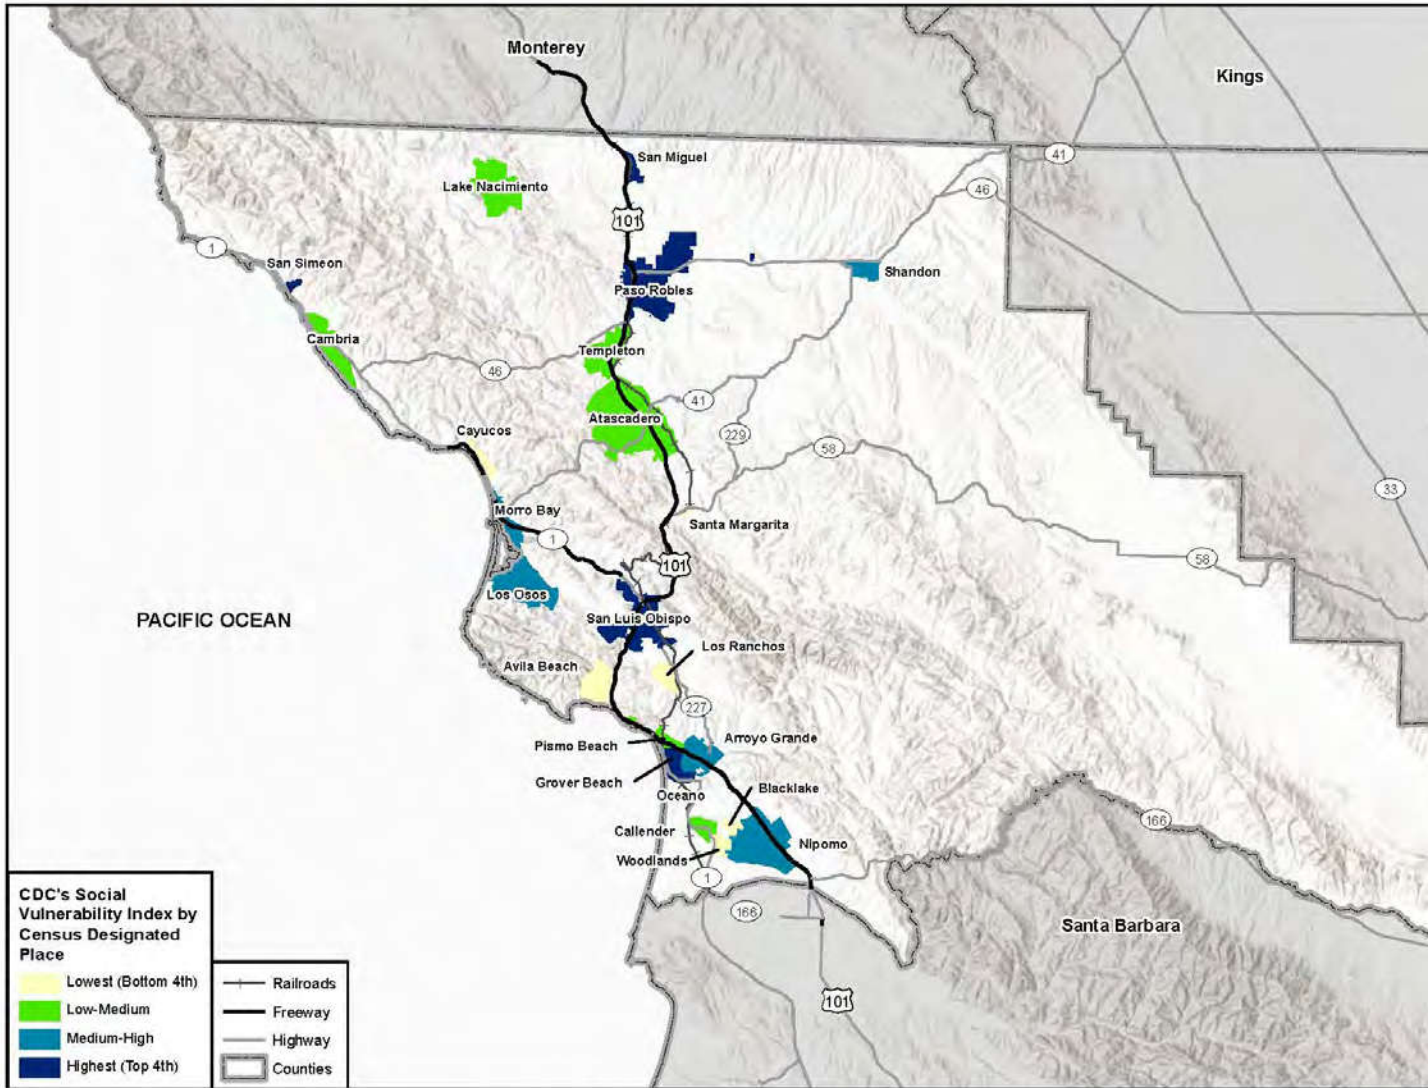 Monterey
Kings
41
San Miguel
46
Lake Nacimiento
101
1
San Simeon
Shandon
Paso Robles
Cambria
Templeton
46
41
Atascadero
Cayucos
229
58
33
Morro Bay
Santa Margarita
1
58
101
Los Osos
PACIFIC OCEAN
San Luis Obispo
Los Ranchos
Avila Beach
227
Arroyo Grande
Pismo Beach
Grover Beach
Blacklake
Oceano
166
Callender
Nipomo
Woodlands
1
166
Santa Barbara
101
CDC's Social
Vulnerability Index by
Census Designated
Place
Lowest (Bottom 4th)
Low-Medium
Medium-High
Highest (Top 4th)
Railroads
Freeway
Highway
Counties